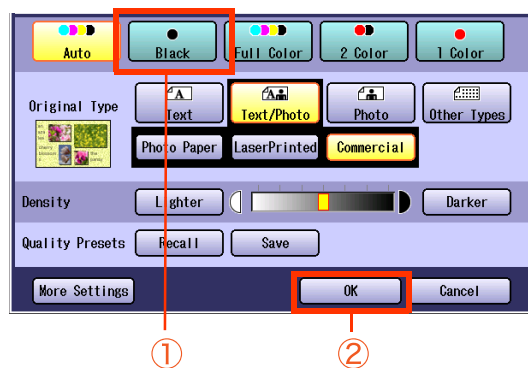 Auto Black Full Color 2 Color 1 Color
Original Type Text Text/Photo Photo Other Types
Photo Paper LaserPrinted Commercial
Density Lighter Darker
Quality Presets Recall Save
More Settings OK Cancel
① ②